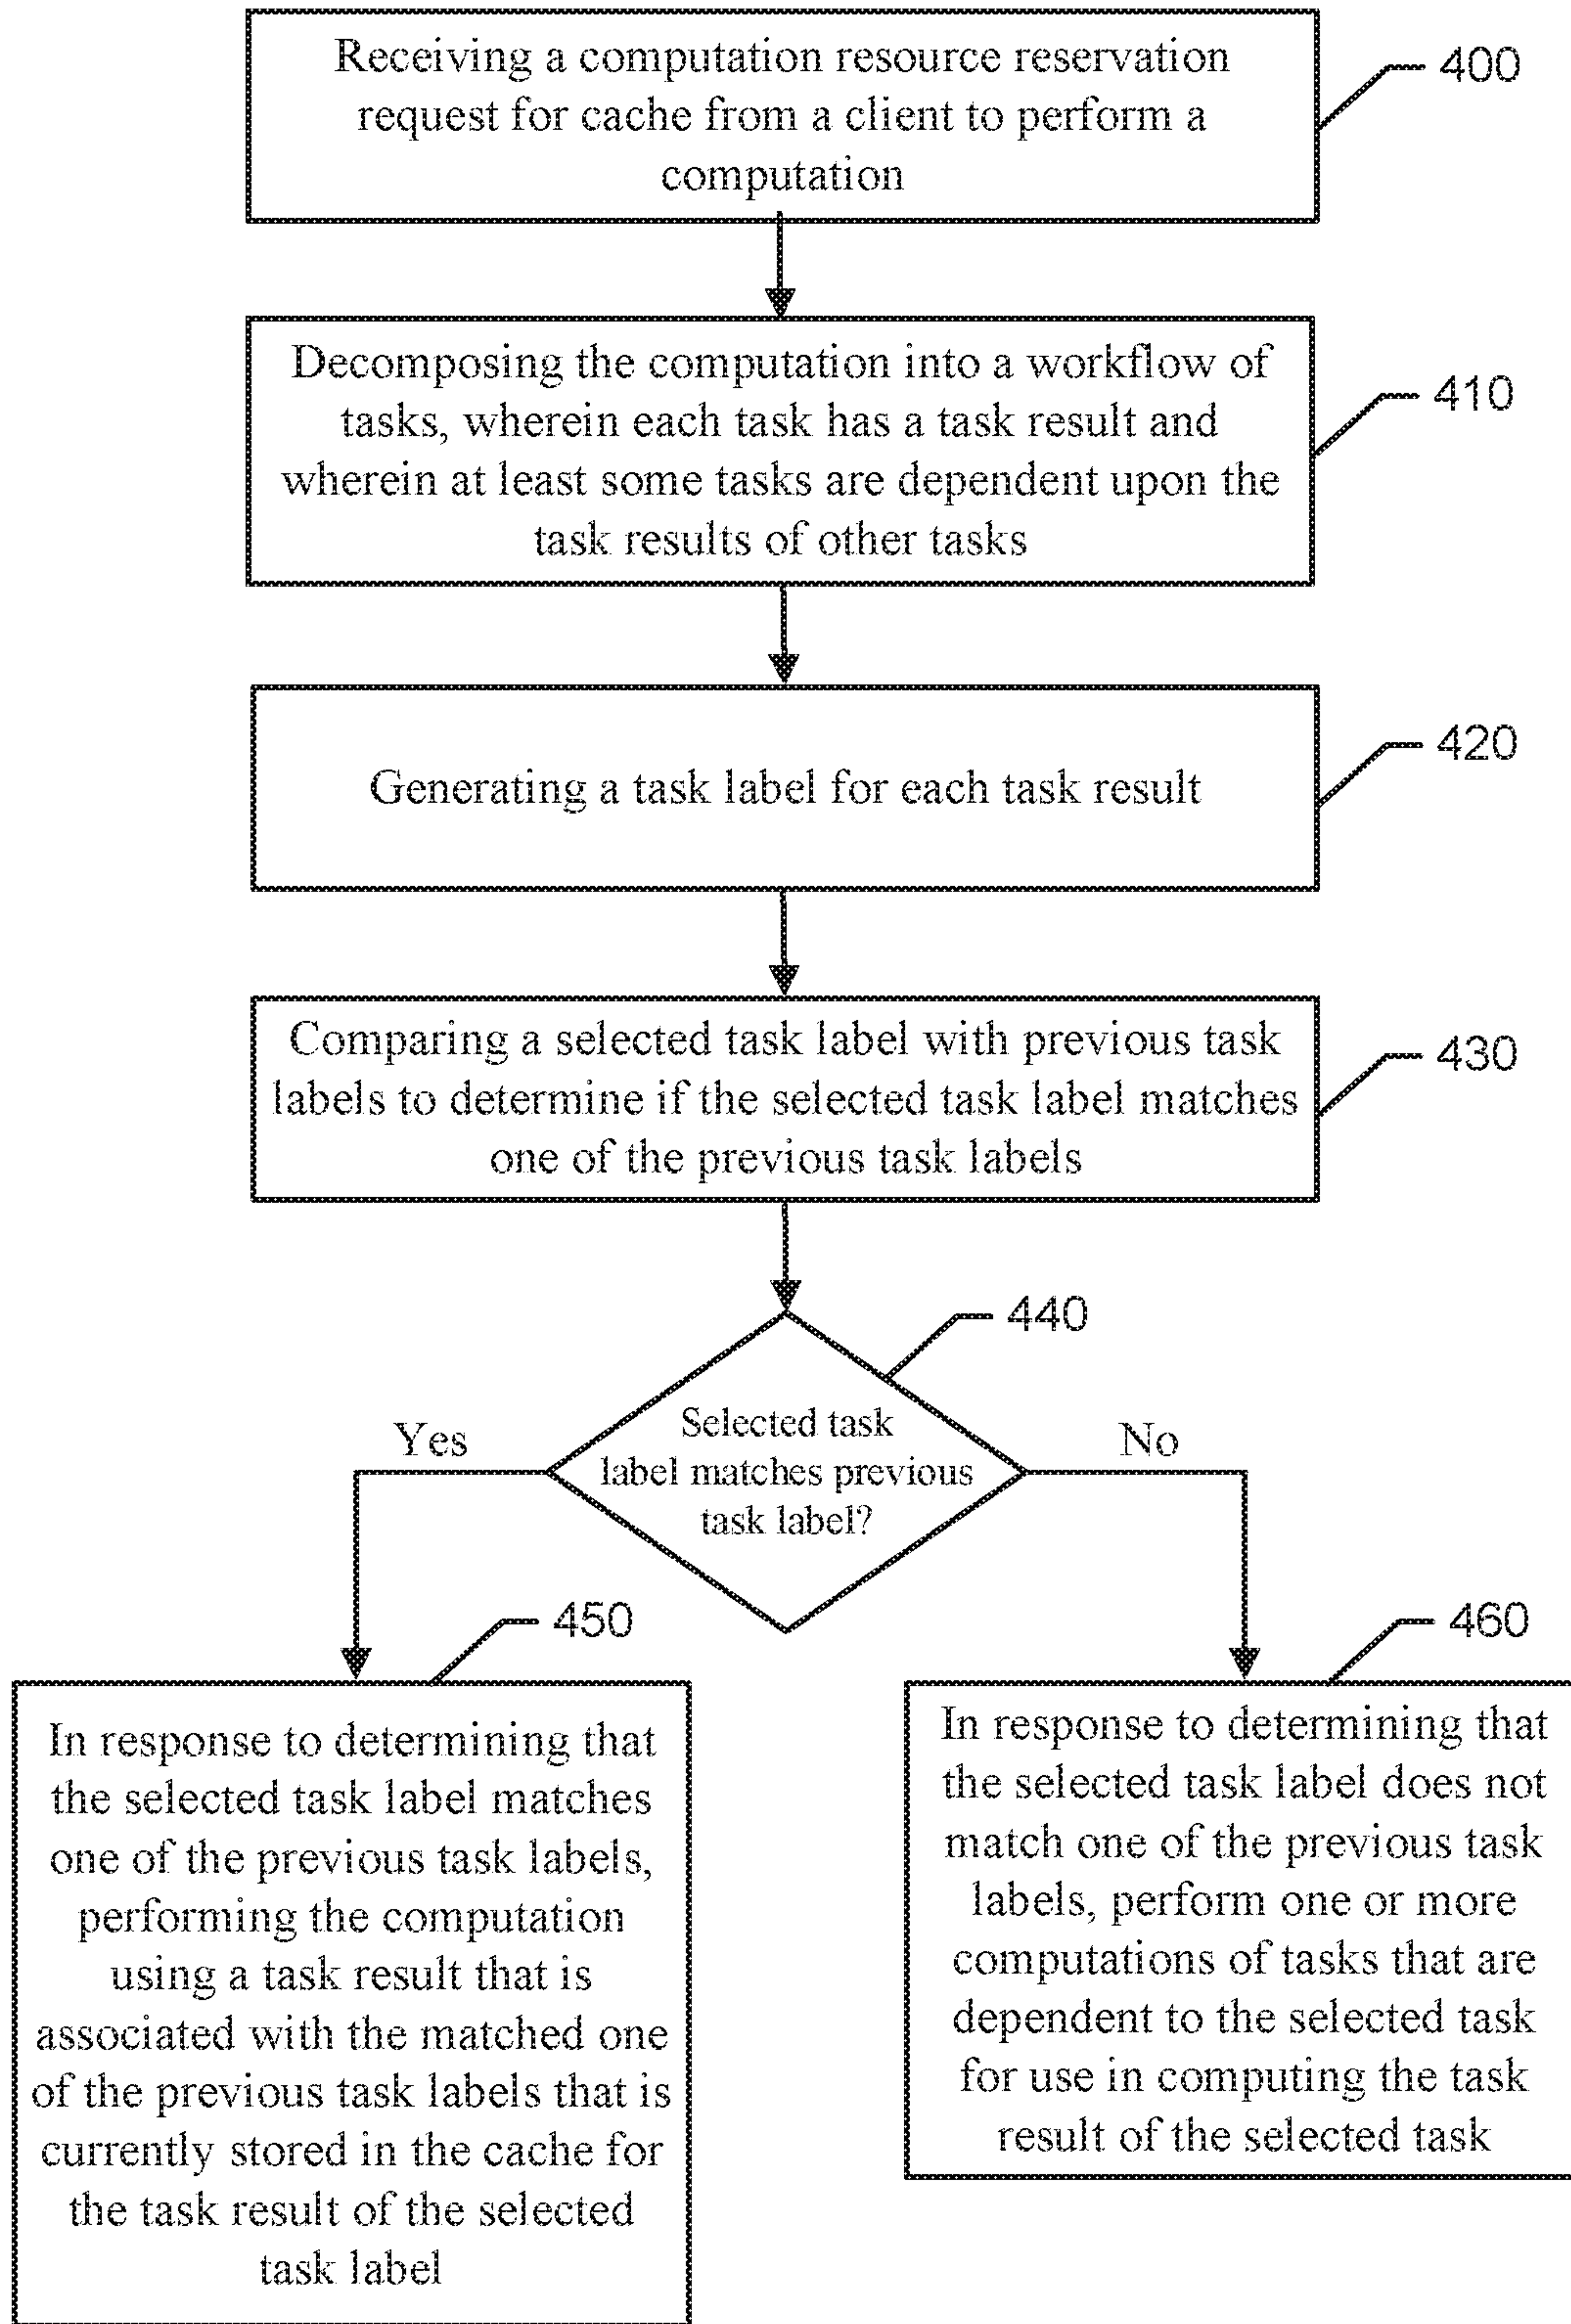 Receiving a computation resource reservation
request for cache from a client to perform a
computation
400
Decomposing the computation into a workflow of
tasks, wherein each task has a task result and
wherein at least some tasks are dependent upon the
task results of other tasks
410
Generating a task label for each task result
420
Comparing a selected task label with previous task
labels to determine if the selected task label matches
one of the previous task labels
430
440
Selected task
label matches previous
task label?
Yes
No
450
In response to determining that
the selected task label matches
one of the previous task labels,
performing the computation
using a task result that is
associated with the matched one
of the previous task labels that is
currently stored in the cache for
the task result of the selected
task label
460
In response to determining that
the selected task label does not
match one of the previous task
labels, perform one or more
computations of tasks that are
dependent to the selected task
for use in computing the task
result of the selected task